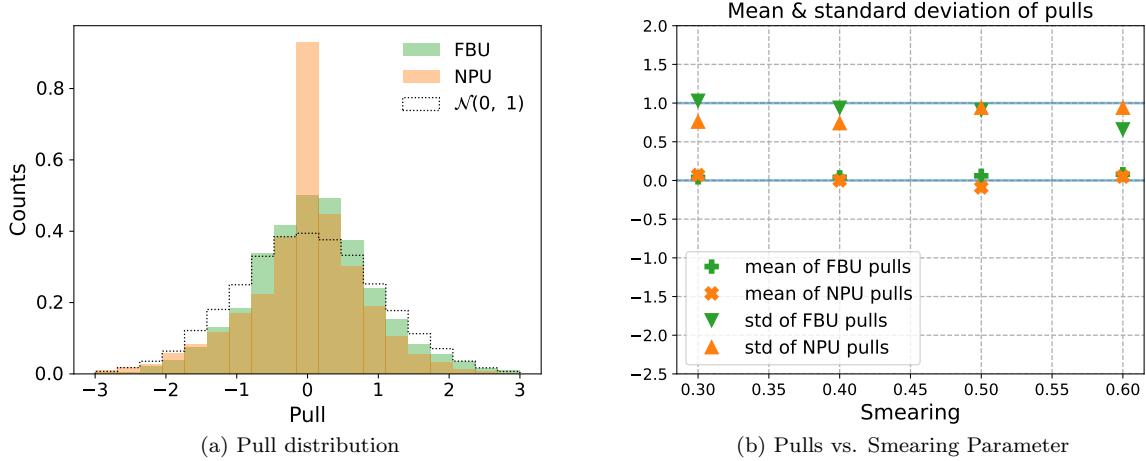 Counts
0.8
0.6
0.4
0.2
0.0
FBU
NPU
𝒩(0, 1)
−3 −2 −1 0 1 2 3
Pull
(a) Pull distribution
Mean & standard deviation of pulls
2.0
1.5
1.0
0.5
0.0
−0.5
−1.0
−1.5
−2.0
−2.5
mean of FBU pulls
mean of NPU pulls
std of FBU pulls
std of NPU pulls
0.30 0.35 0.40 0.45 0.50 0.55 0.60
Smearing
(b) Pulls vs. Smearing Parameter